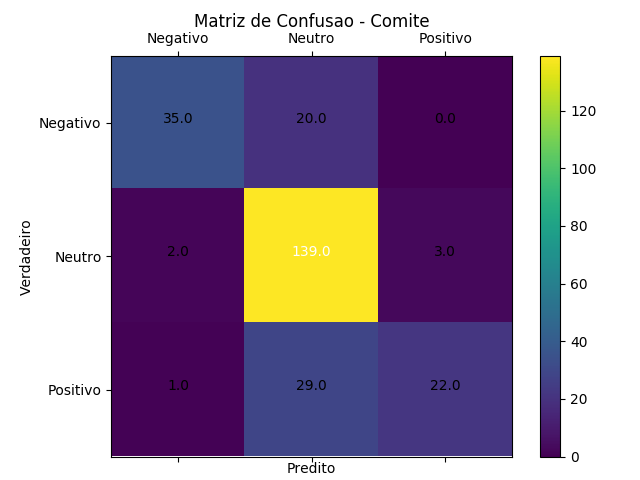 Matriz de Confusao - Comite
Negativo Neutro Positivo
Negativo 35.0 20.0 0.0
Neutro 2.0 139.0 3.0
Positivo 1.0 29.0 22.0
Verdadeiro
Predito
120
100
80
60
40
20
0